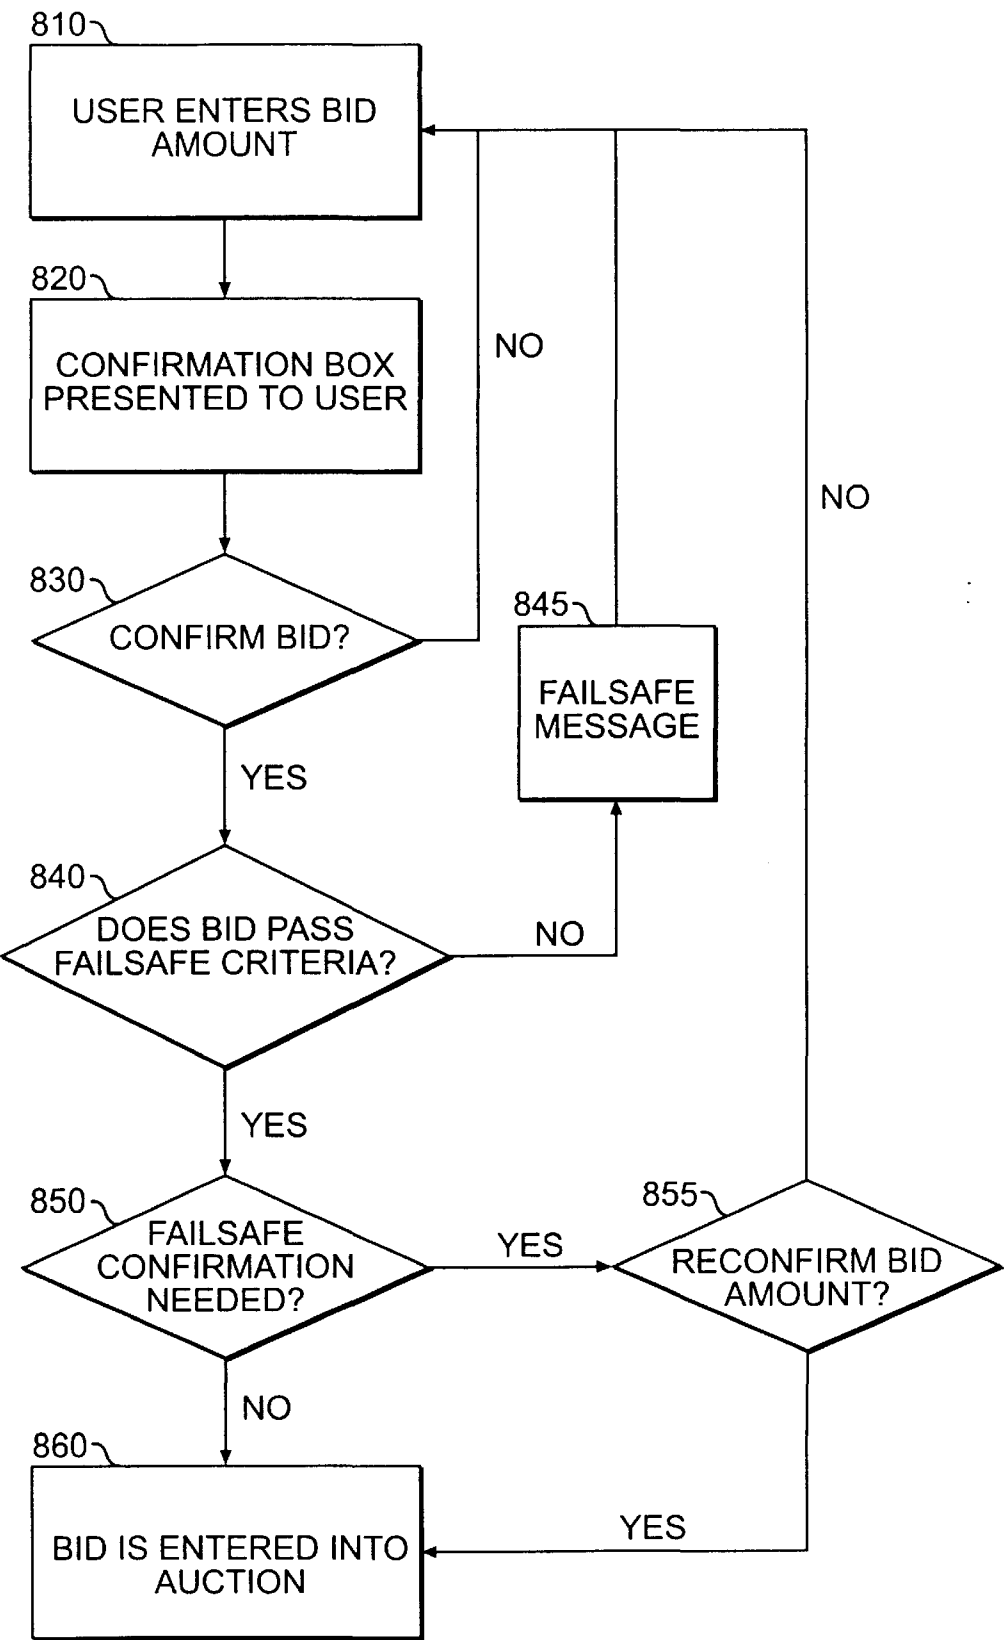 810
USER ENTERS BID
AMOUNT
820
CONFIRMATION BOX
PRESENTED TO USER
NO
NO
830
CONFIRM BID?
845
FAILSAFE
MESSAGE
YES
840
DOES BID PASS
FAILSAFE CRITERIA?
NO
YES
850
FAILSAFE
CONFIRMATION
NEEDED?
YES
855
RECONFIRM BID
AMOUNT?
NO
860
BID IS ENTERED INTO
AUCTION
YES